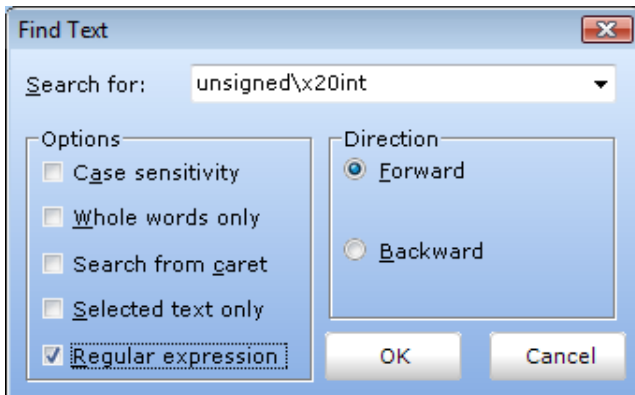 Find Text
Search for: unsigned\x20int
Options
Case sensitivity
Whole words only
Search from caret
Selected text only
Regular expression
Direction
Forward
Backward
OK Cancel